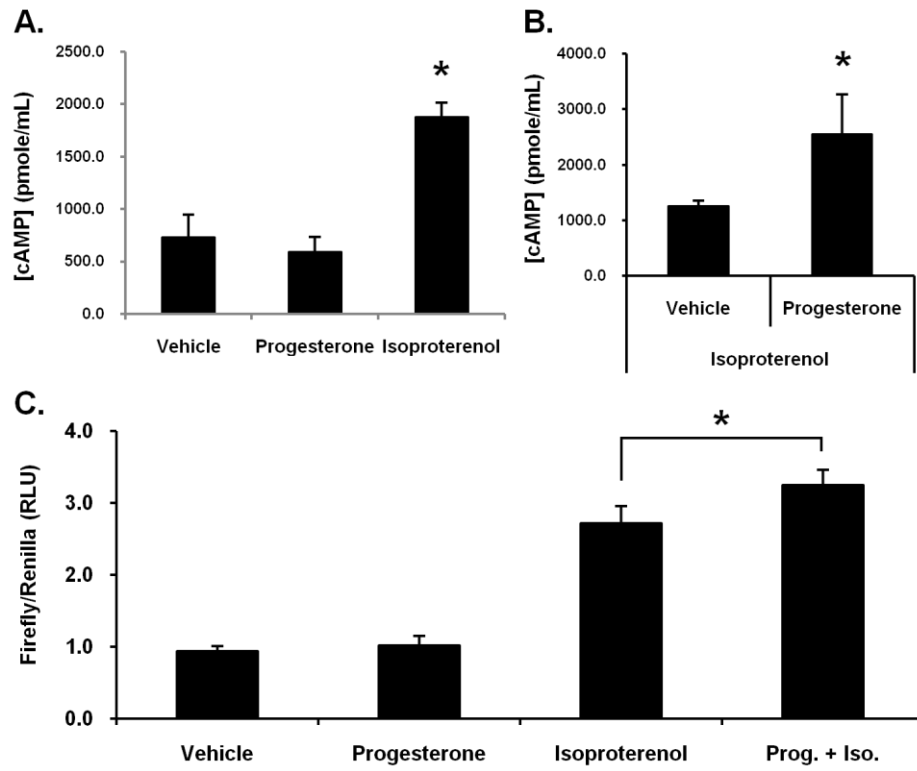 A.
[cAMP] (pmole/mL)
2500.0
2000.0
1500.0
1000.0
500.0
0.0
*
Vehicle Progesterone Isoproterenol
B.
[cAMP] (pmole/mL)
4000.0
3000.0
2000.0
1000.0
0.0
*
Vehicle Progesterone
Isoproterenol
C.
Firefly/Renilla (RLU)
4.0
3.0
2.0
1.0
0.0
*
Vehicle Progesterone Isoproterenol Prog. + Iso.